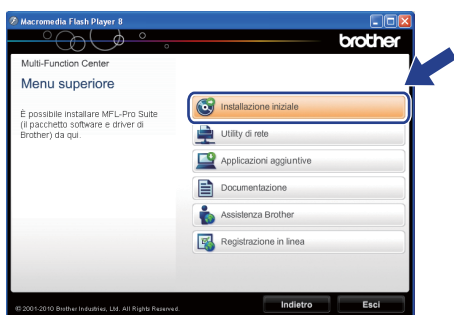 Macromedia Flash Player 8
brother
Multi-Function Center
Menu superiore
È possibile installare MFL-Pro Suite
(il pacchetto software e driver di
Brother) da qui.
Installazione iniziale
Utility di rete
Applicazioni aggiuntive
Documentazione
Assistenza Brother
Registrazione in linea
© 2001-2010 Brother Industries, Ltd. All Rights Reserved.
Indietro
Esci